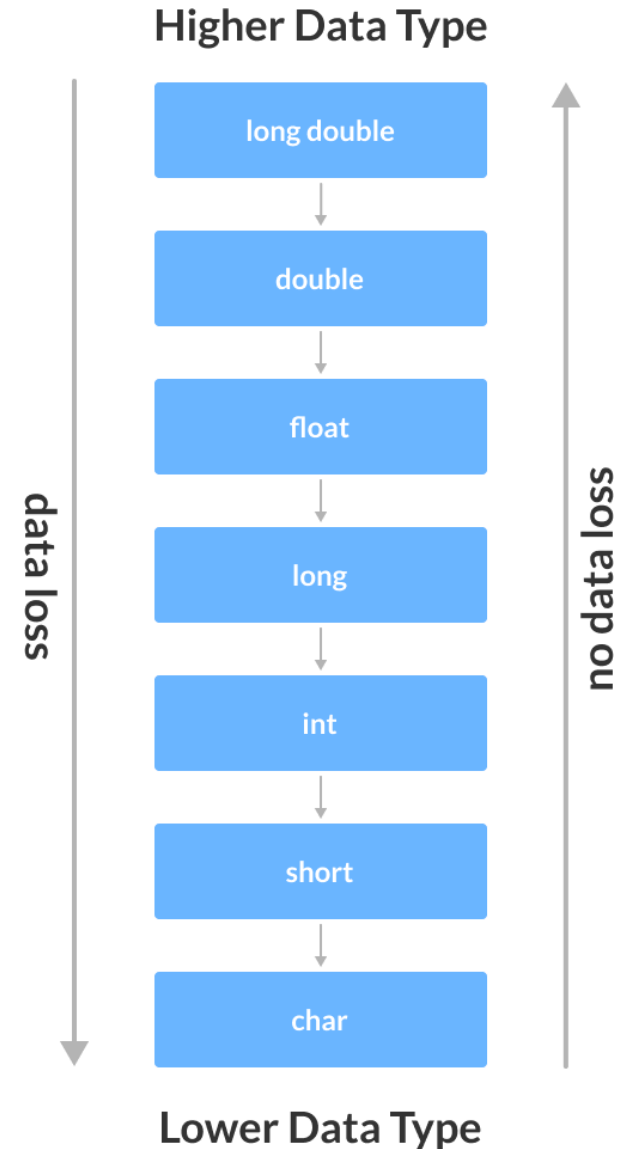 Higher Data Type
long double
double
float
long
int
short
char
data loss
no data loss
Lower Data Type